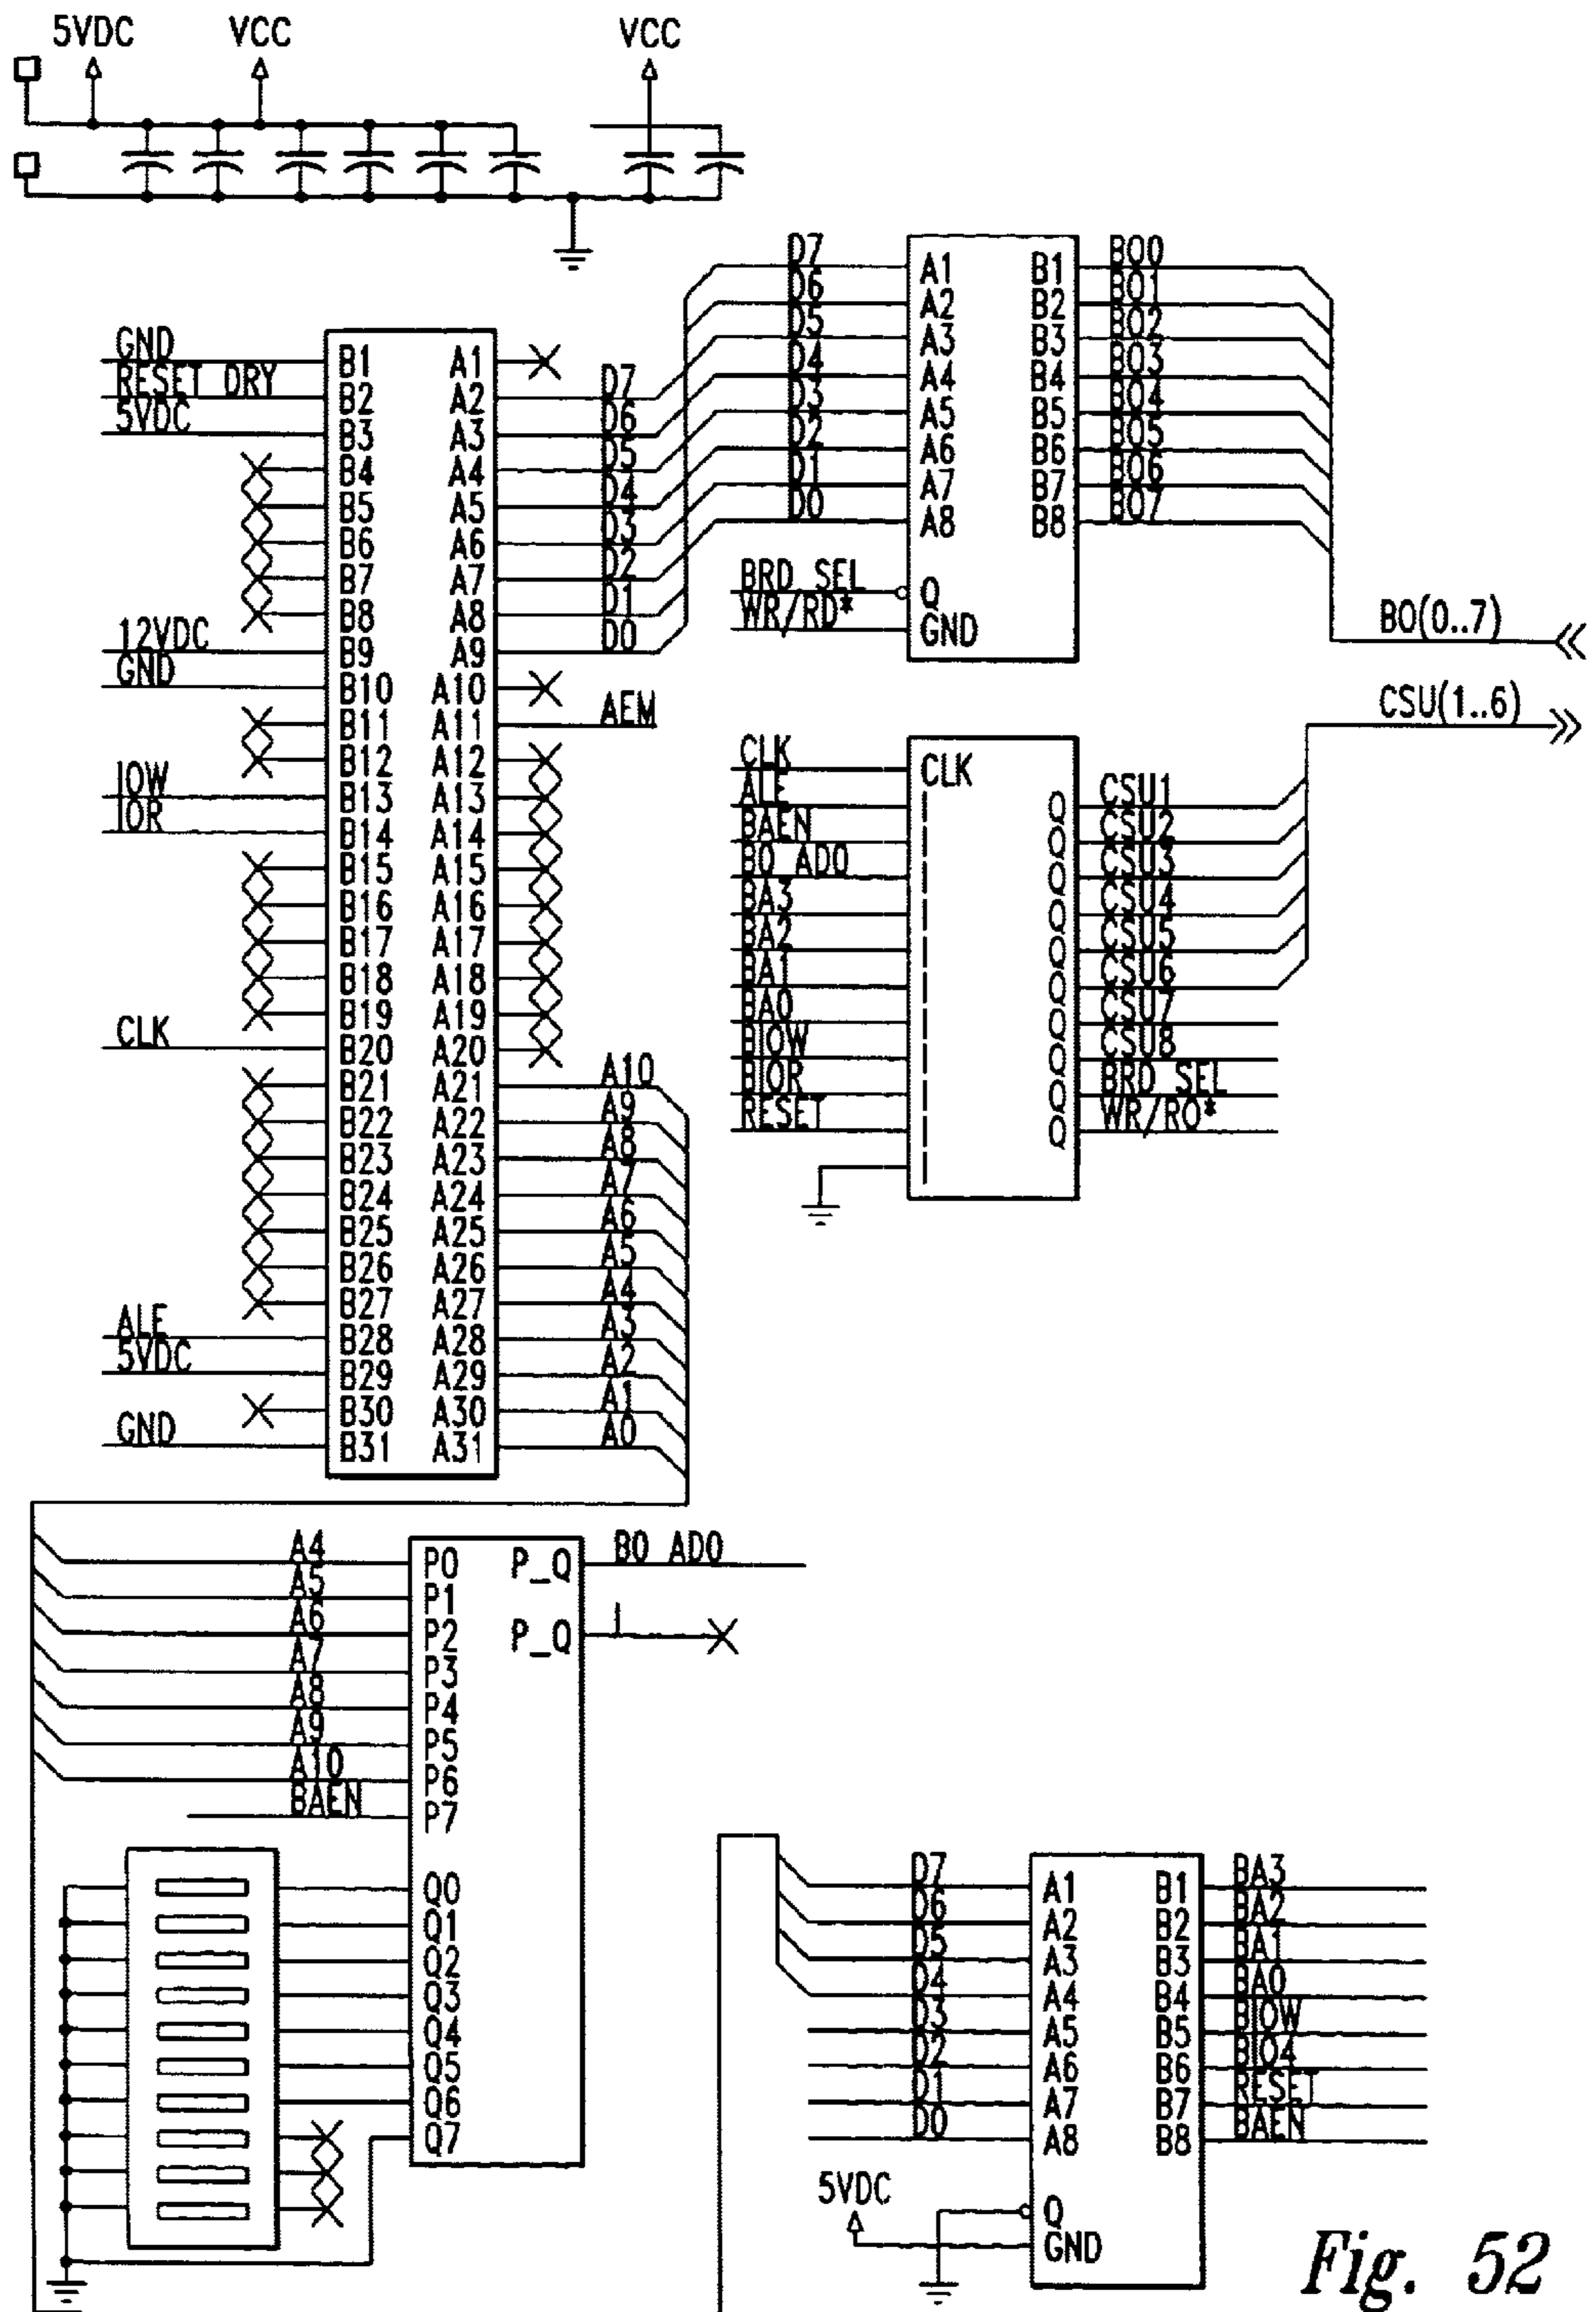 5VDC VCC VCC
GND B1 A1
RESET DRY B2 A2 D7
5VDC B3 A3 D6
B4 A4 D5
B5 A5 D4
B6 A6 D3
B7 A7 D2
B8 A8 D1
12VDC B9 A9 D0
GND B10 A10
B11 A11 AEM
B12 A12
IOW B13 A13
IOR B14 A14
B15 A15
B16 A16
B17 A17
B18 A18
B19 A19
CLK B20 A20
B21 A21 A10
B22 A22 A9
B23 A23 A8
B24 A24 A7
B25 A25 A6
B26 A26 A5
B27 A27 A4
ALE B28 A28 A3
5VDC B29 A29 A2
B30 A30 A1
GND B31 A31 A0
D7 A1 B1 BO0
D6 A2 B2 BO1
D5 A3 B3 BO2
D4 A4 B4 BO3
D3 A5 B5 BO4
D2 A6 B6 BO5
D1 A7 B7 BO6
D0 A8 B8 BO7
BRD SEL Q
WR/RD* GND
BO(0..7)
CSU(1..6)
CLK CLK
ALE I Q CSU1
BAEN I Q CSU2
BO ADO I Q CSU3
BA3 I Q CSU4
BA2 I Q CSU5
BA1 I Q CSU6
BA0 I Q CSU7
BIOW I Q CSU8
BIOR I Q BRD SEL
RESET I Q WR/RO*
I
A4 P0 P_Q BO ADO
A5 P1
A6 P2 P_Q I
A7 P3
A8 P4
A9 P5
A10 P6
BAEN P7
Q0
Q1
Q2
Q3
Q4
Q5
Q6
Q7
D7 A1 B1 BA3
D6 A2 B2 BA2
D5 A3 B3 BA1
D4 A4 B4 BA0
D3 A5 B5 BIOW
D2 A6 B6 BIO4
D1 A7 B7 RESET
D0 A8 B8 BAEN
5VDC Q
GND
Fig. 52